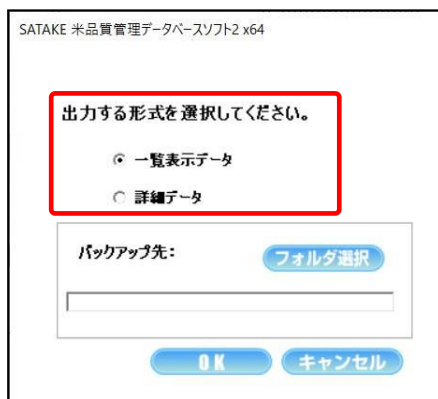 SATAKE 米品質管理データベースソフト2 x64
出力する形式を選択してください。
一覧表示データ
詳細データ
バックアップ先：
フォルダ選択
OK
キャンセル